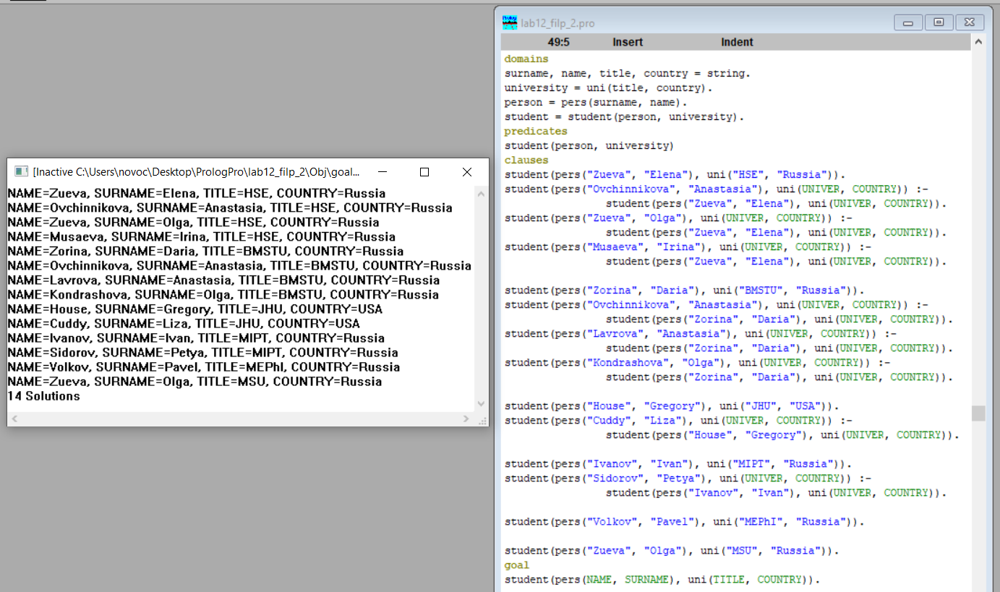 [Inactive C:\Users\novoc\Desktop\PrologPro\lab12_filp_2\Obj\goal...
NAME=Zueva, SURNAME=Elena, TITLE=HSE, COUNTRY=Russia
NAME=Ovchinnikova, SURNAME=Anastasia, TITLE=HSE, COUNTRY=Russia
NAME=Zueva, SURNAME=Olga, TITLE=HSE, COUNTRY=Russia
NAME=Musaeva, SURNAME=Irina, TITLE=HSE, COUNTRY=Russia
NAME=Zorina, SURNAME=Daria, TITLE=BMSTU, COUNTRY=Russia
NAME=Ovchinnikova, SURNAME=Anastasia, TITLE=BMSTU, COUNTRY=Russia
NAME=Lavrova, SURNAME=Anastasia, TITLE=BMSTU, COUNTRY=Russia
NAME=Kondrashova, SURNAME=Olga, TITLE=BMSTU, COUNTRY=Russia
NAME=House, SURNAME=Gregory, TITLE=JHU, COUNTRY=USA
NAME=Cuddy, SURNAME=Liza, TITLE=JHU, COUNTRY=USA
NAME=Ivanov, SURNAME=Ivan, TITLE=MIPT, COUNTRY=Russia
NAME=Sidorov, SURNAME=Petya, TITLE=MIPT, COUNTRY=Russia
NAME=Volkov, SURNAME=Pavel, TITLE=MEPhI, COUNTRY=Russia
NAME=Zueva, SURNAME=Olga, TITLE=MSU, COUNTRY=Russia
14 Solutions
Prolog lab12_filp_2.pro
49:5 Insert Indent
domains
surname, name, title, country = string.
university = uni(title, country).
person = pers(surname, name).
student = student(person, university).
predicates
student(person, university)
clauses
student(pers("Zueva", "Elena"), uni("HSE", "Russia")).
student(pers("Ovchinnikova", "Anastasia"), uni(UNIVER, COUNTRY)) :-
student(pers("Zueva", "Elena"), uni(UNIVER, COUNTRY)).
student(pers("Zueva", "Olga"), uni(UNIVER, COUNTRY)) :-
student(pers("Zueva", "Elena"), uni(UNIVER, COUNTRY)).
student(pers("Musaeva", "Irina"), uni(UNIVER, COUNTRY)) :-
student(pers("Zueva", "Elena"), uni(UNIVER, COUNTRY)).
student(pers("Zorina", "Daria"), uni("BMSTU", "Russia")).
student(pers("Ovchinnikova", "Anastasia"), uni(UNIVER, COUNTRY)) :-
student(pers("Zorina", "Daria"), uni(UNIVER, COUNTRY)).
student(pers("Lavrova", "Anastasia"), uni(UNIVER, COUNTRY)) :-
student(pers("Zorina", "Daria"), uni(UNIVER, COUNTRY)).
student(pers("Kondrashova", "Olga"), uni(UNIVER, COUNTRY)) :-
student(pers("Zorina", "Daria"), uni(UNIVER, COUNTRY)).
student(pers("House", "Gregory"), uni("JHU", "USA")).
student(pers("Cuddy", "Liza"), uni(UNIVER, COUNTRY)) :-
student(pers("House", "Gregory"), uni(UNIVER, COUNTRY)).
student(pers("Ivanov", "Ivan"), uni("MIPT", "Russia")).
student(pers("Sidorov", "Petya"), uni(UNIVER, COUNTRY)) :-
student(pers("Ivanov", "Ivan"), uni(UNIVER, COUNTRY)).
student(pers("Volkov", "Pavel"), uni("MEPhI", "Russia")).
student(pers("Zueva", "Olga"), uni("MSU", "Russia")).
goal
student(pers(NAME, SURNAME), uni(TITLE, COUNTRY)).